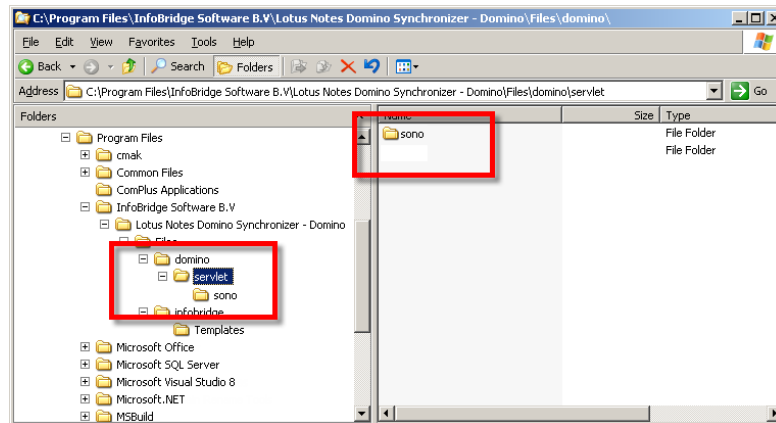 C:\Program Files\InfoBridge Software B.V\Lotus Notes Domino Synchronizer - Domino\Files\domino\
File Edit View Favorites Tools Help
Back Search Folders
Address C:\Program Files\InfoBridge Software B.V\Lotus Notes Domino Synchronizer - Domino\Files\domino\servlet Go
Folders x Name Size Type
Program Files sono File Folder
cmak File Folder
Common Files
ComPlus Applications
InfoBridge Software B.V
Lotus Notes Domino Synchronizer - Domino
Files
domino
servlet
sono
infobridge
Templates
Microsoft Office
Microsoft SQL Server
Microsoft Visual Studio 8
Microsoft.NET
MSBuild